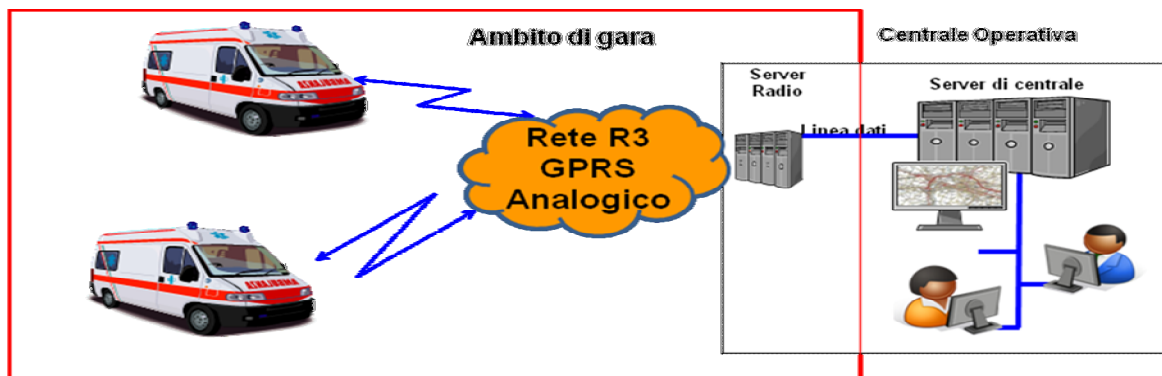 Ambito di gara
Centrale Operativa
Server
Radio
Server di centrale
Linea dati
Rete R3
GPRS
Analogico